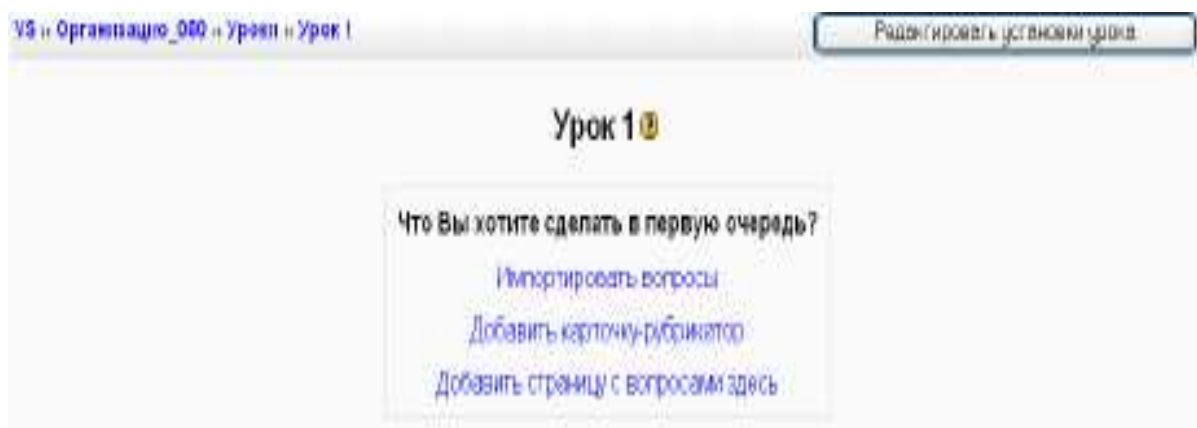 VS » Организацию_080 » Уроки » Урок 1
Редактировать установки урока
Урок 1
Что Вы хотите сделать в первую очередь?
Импортировать вопросы
Добавить карточку-рубрикатор
Добавить страницу с вопросами здесь